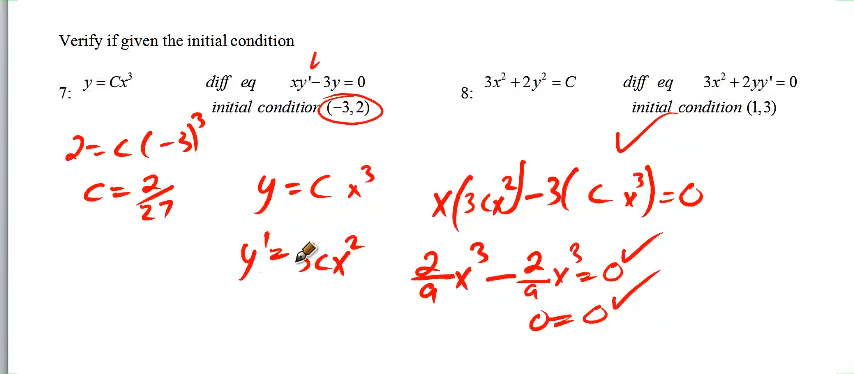 Verify if given the initial condition
7: y = Cx³ diff eq xy'−3y = 0
initial condition (−3, 2)
8: 3x² + 2y² = C diff eq 3x² + 2yy' = 0
initial condition (1, 3)
2 = C(−3)³
C = 2/27
y = C x³
y' = 3Cx²
x(3Cx²) − 3(C x³) = 0
2/9 x³ − 2/9 x³ = 0 ✓
0 = 0 ✓